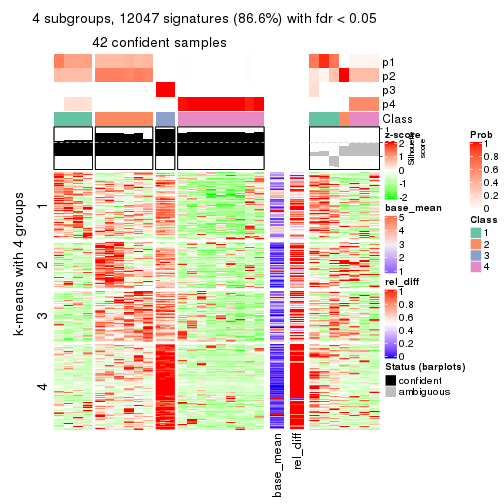 4 subgroups, 12047 signatures (86.6%) with fdr < 0.05
42 confident samples
p1
p2
p3
p4
Class
1
Silhouette
score
k-means with 4 groups
1
2
3
4
base_mean
rel_diff
z-score
2
1
0
-1
-2
base_mean
5
4
3
2
1
rel_diff
1
0.8
0.6
0.4
0.2
0
Status (barplots)
confident
ambiguous
Prob
1
0.8
0.6
0.4
0.2
0
Class
1
2
3
4